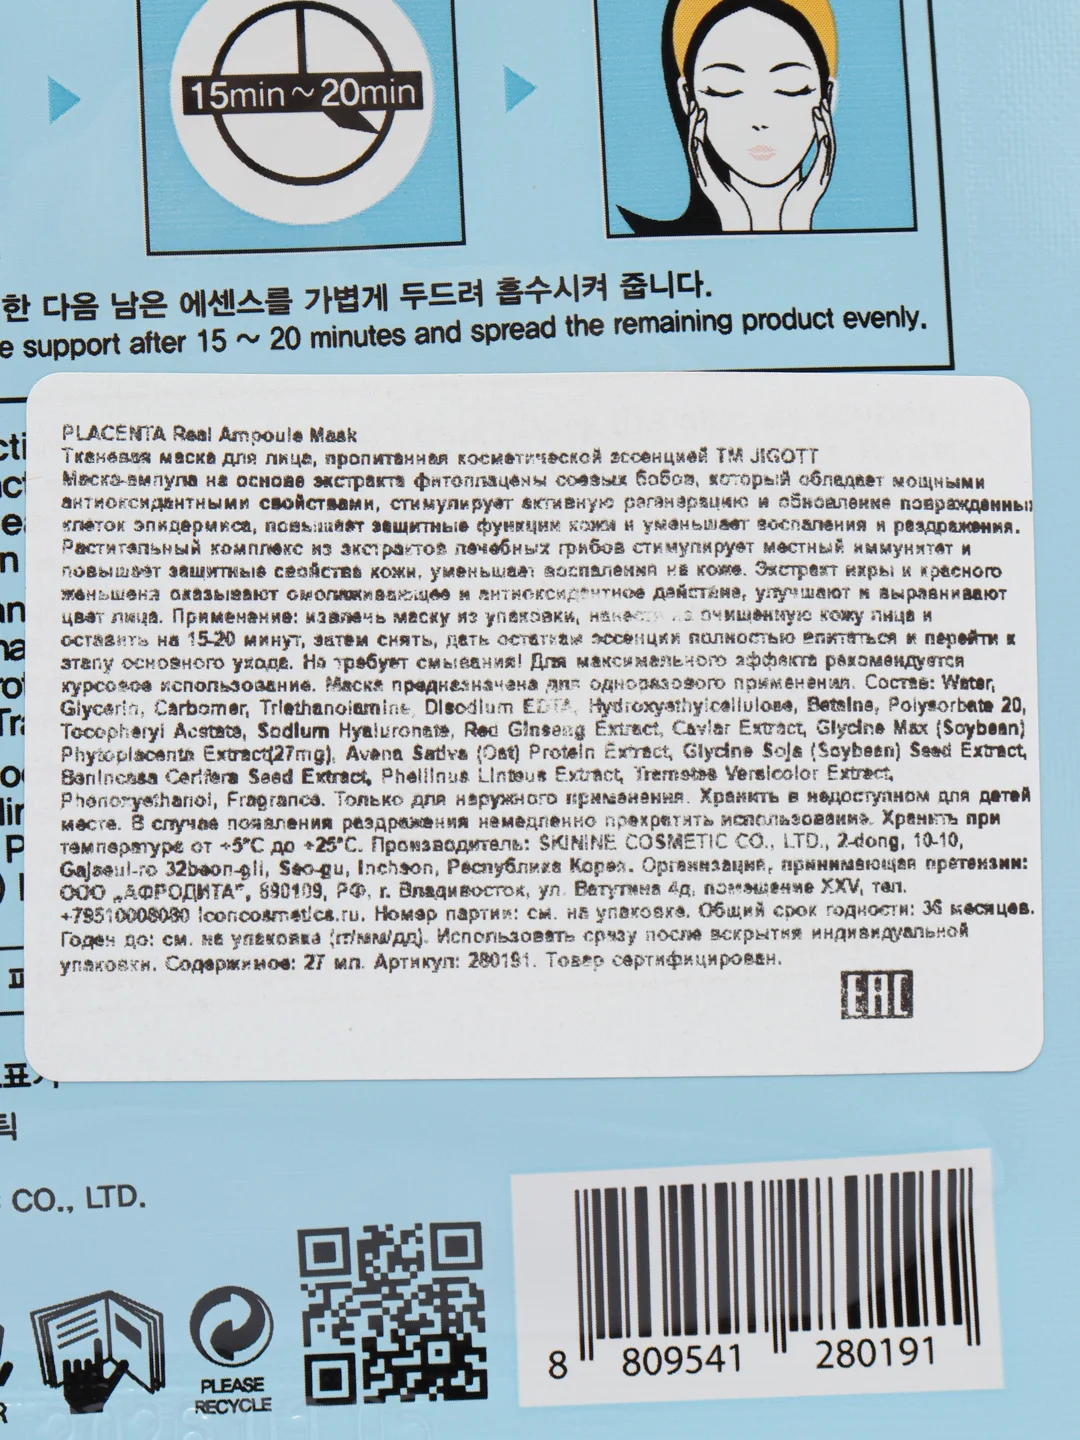 15min ~ 20min
한 다음 남은 에센스를 가볍게 두드려 흡수시켜 줍니다.
e support after 15 ~ 20 minutes and spread the remaining product evenly.
PLACENTA Real Ampoule Mask
Тканевая маска для лица, пропитанная косметической эссенцией ТМ JIGOTT
Маска-ампула на основе экстракта фитоплацены соевых бобов, который обладает мощными
антиоксидантными свойствами, стимулирует активную регенерацию и обновление поврежденных
клеток эпидермиса, повышает защитные функции кожи и уменьшает воспаления и раздражения.
Растительный комплекс из экстрактов лечебных грибов стимулирует местный иммунитет и
повышает защитные свойства кожи, уменьшает воспаления на коже. Экстракт икры и красного
женьшеня оказывают омолаживающее и антиоксидантное действие, улучшают и выравнивают
цвет лица. Применение: извлечь маску из упаковки, нанести на очищенную кожу лица и
оставить на 15-20 минут, затем снять, дать остаткам эссенции полностью впитаться и перейти к
этапу основного ухода. Не требует смывания! Для максимального эффекта рекомендуется
курсовое использование. Маска предназначена для одноразового применения. Состав: Water,
Glycerin, Carbomer, Triethanolamine, Disodium EDTA, Hydroxyethylcellulose, Betaine, Polysorbate 20,
Tocopheryl Acetate, Sodium Hyaluronate, Red Ginseng Extract, Caviar Extract, Glycine Max (Soybean)
Phytoplacenta Extract(27mg), Avena Sativa (Oat) Protein Extract, Glycine Soja (Soybean) Seed Extract,
Benincasa Cerifera Seed Extract, Phellinus Linteus Extract, Trametes Versicolor Extract,
Phenoxyethanol, Fragrance. Только для наружного применения. Хранить в недоступном для детей
месте. В случае появления раздражения немедленно прекратить использование. Хранить при
температуре от +5°C до +25°C. Производитель: SKININE COSMETIC CO., LTD., 2-dong, 10-10,
Gajaeul-ro 32beon-gil, Seo-gu, Incheon, Республика Корея. Организация, принимающая претензии:
ООО „АФРОДИТА", 690109, РФ, г. Владивосток, ул. Ватутина 4д, помещение XXV, тел.
+79510008080 iconcosmetics.ru. Номер партии: см. на упаковке. Общий срок годности: 36 месяцев.
Годен до: см. на упаковке (гг/мм/дд). Использовать сразу после вскрытия индивидуальной
упаковки. Содержимое: 27 мл. Артикул: 280191. Товар сертифицирован.
EAC
CO., LTD.
PLEASE
RECYCLE
8 809541 280191